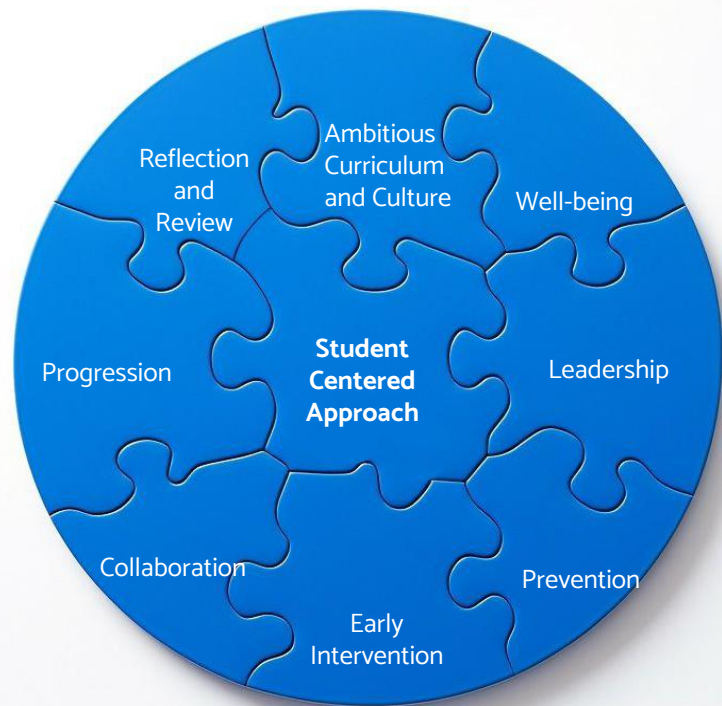 Ambitious
Curriculum
and Culture
Well-being
Leadership
Prevention
Early
Intervention
Collaboration
Progression
Reflection
and
Review
Student
Centered
Approach